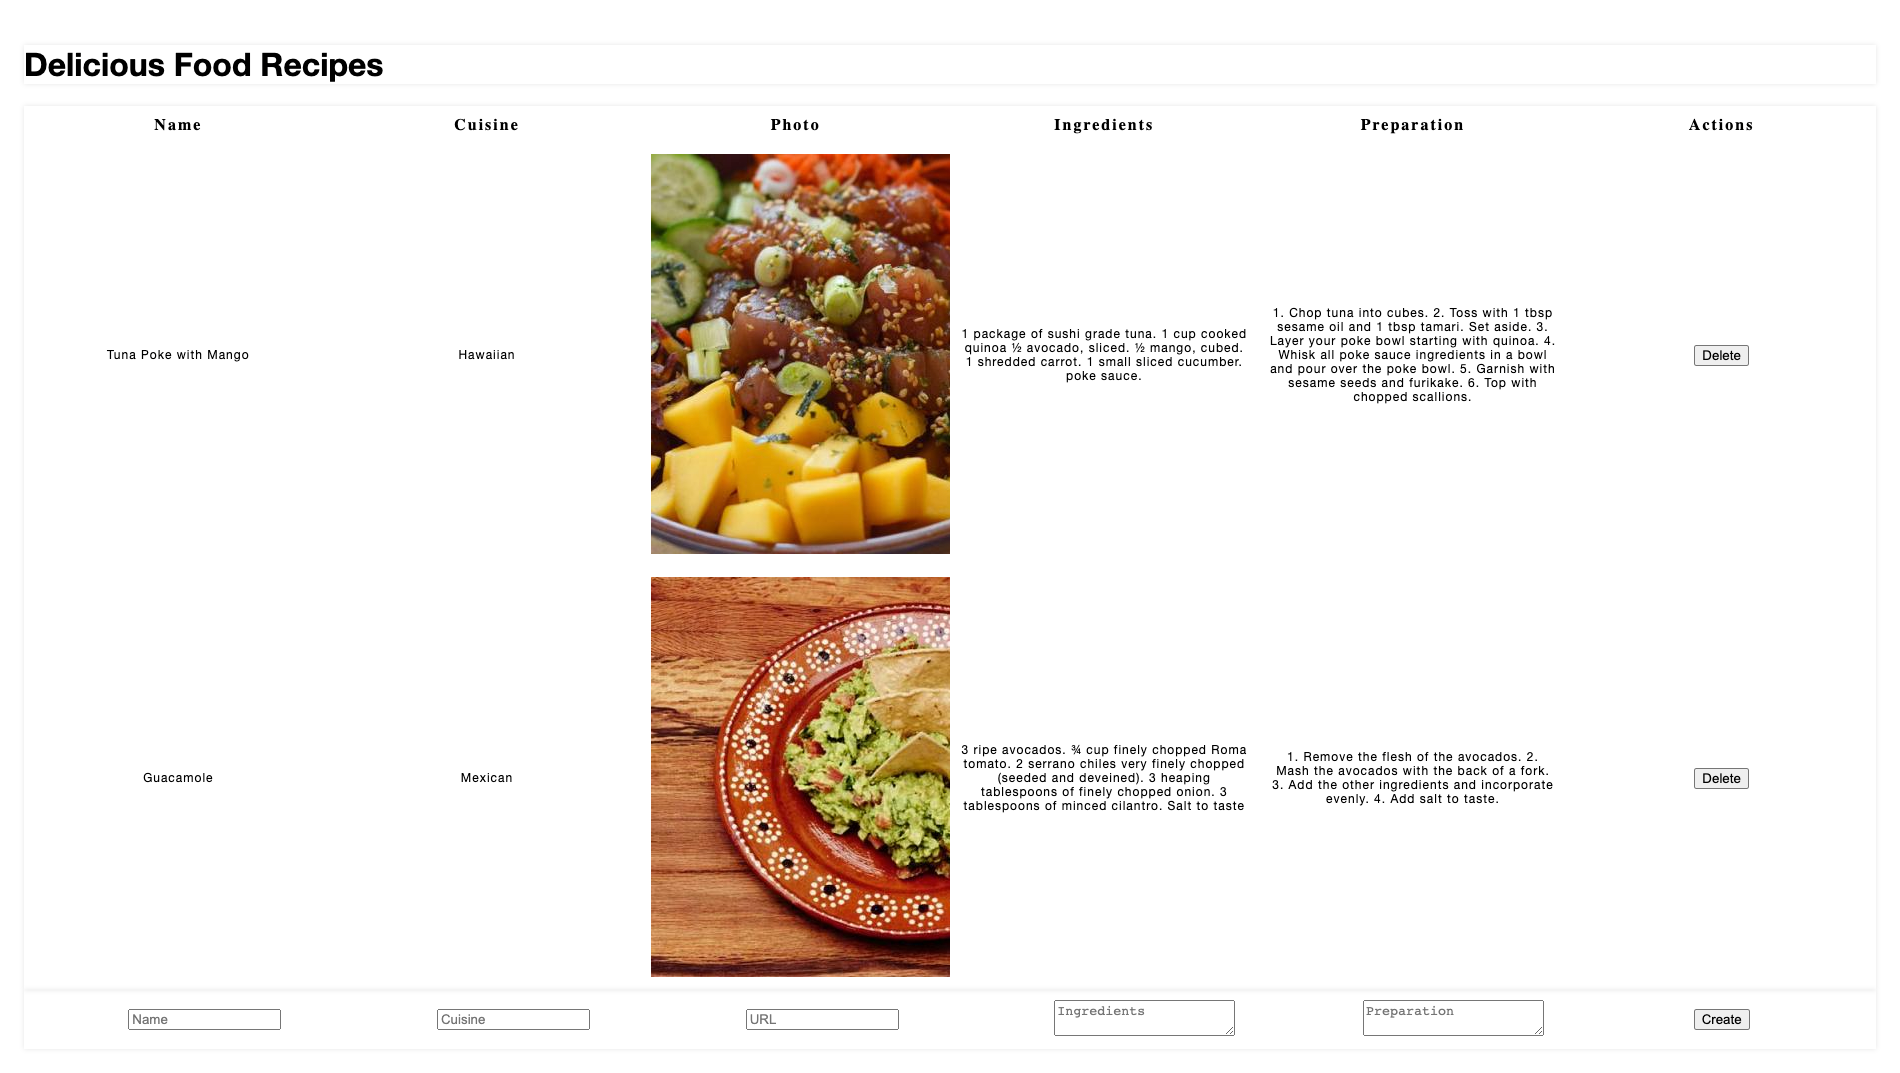 Delicious Food Recipes
Name Cuisine Photo Ingredients Preparation Actions
Tuna Poke with Mango
Hawaiian
1 package of sushi grade tuna. 1 cup cooked
quinoa ½ avocado, sliced. ½ mango, cubed.
1 shredded carrot. 1 small sliced cucumber.
poke sauce.
1. Chop tuna into cubes. 2. Toss with 1 tbsp
sesame oil and 1 tbsp tamari. Set aside. 3.
Layer your poke bowl starting with quinoa. 4.
Whisk all poke sauce ingredients in a bowl
and pour over the poke bowl. 5. Garnish with
sesame seeds and furikake. 6. Top with
chopped scallions.
Delete
Guacamole
Mexican
3 ripe avocados. ¾ cup finely chopped Roma
tomato. 2 serrano chiles very finely chopped
(seeded and deveined). 3 heaping
tablespoons of finely chopped onion. 3
tablespoons of minced cilantro. Salt to taste
1. Remove the flesh of the avocados. 2.
Mash the avocados with the back of a fork.
3. Add the other ingredients and incorporate
evenly. 4. Add salt to taste.
Delete
Name Cuisine URL Ingredients Preparation Create